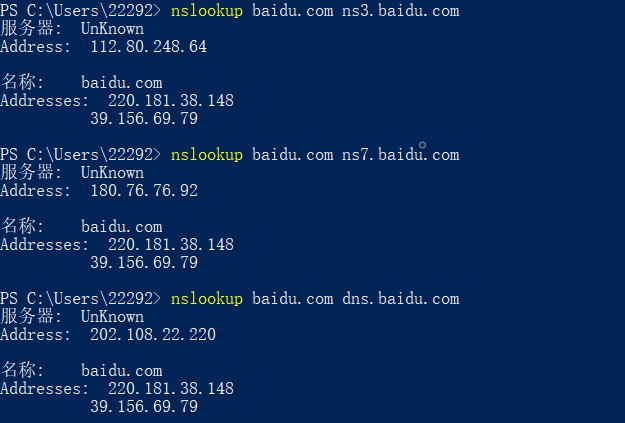 PS C:\Users\22292> nslookup baidu.com ns3.baidu.com
服务器:  UnKnown
Address:  112.80.248.64
名称:    baidu.com
Addresses:  220.181.38.148
          39.156.69.79
PS C:\Users\22292> nslookup baidu.com ns7.baidu.com
服务器:  UnKnown
Address:  180.76.76.92
名称:    baidu.com
Addresses:  220.181.38.148
          39.156.69.79
PS C:\Users\22292> nslookup baidu.com dns.baidu.com
服务器:  UnKnown
Address:  202.108.22.220
名称:    baidu.com
Addresses:  220.181.38.148
          39.156.69.79